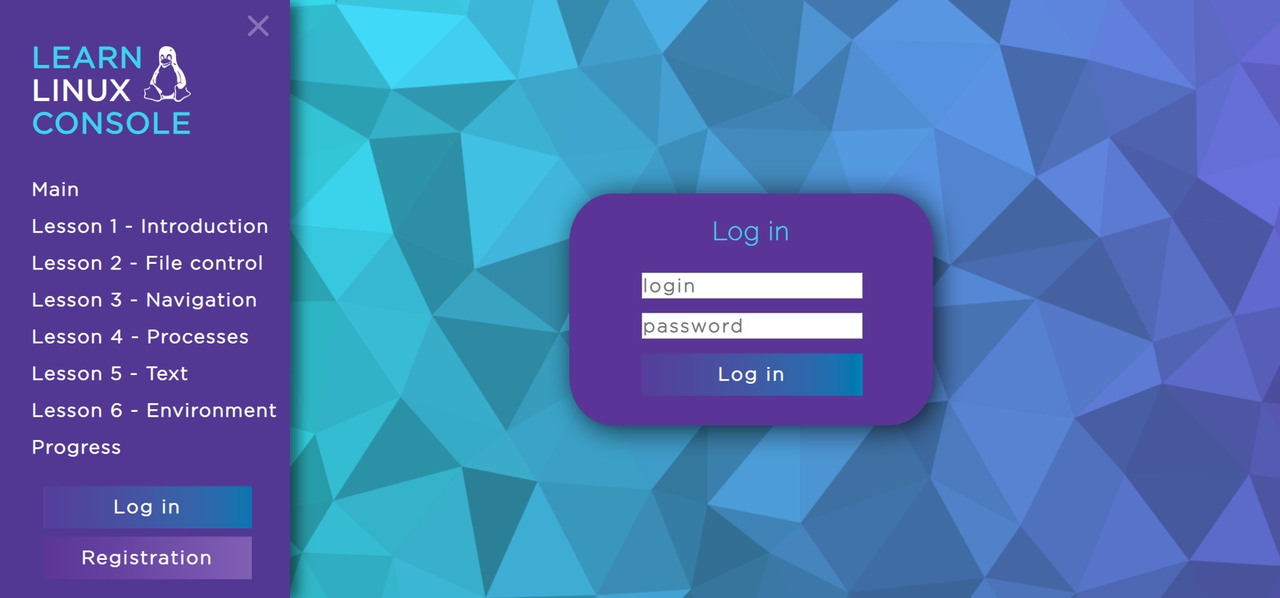 LEARN
LINUX
CONSOLE
Main
Lesson 1 - Introduction
Lesson 2 - File control
Lesson 3 - Navigation
Lesson 4 - Processes
Lesson 5 - Text
Lesson 6 - Environment
Progress
Log in
Registration
Log in
login
password
Log in